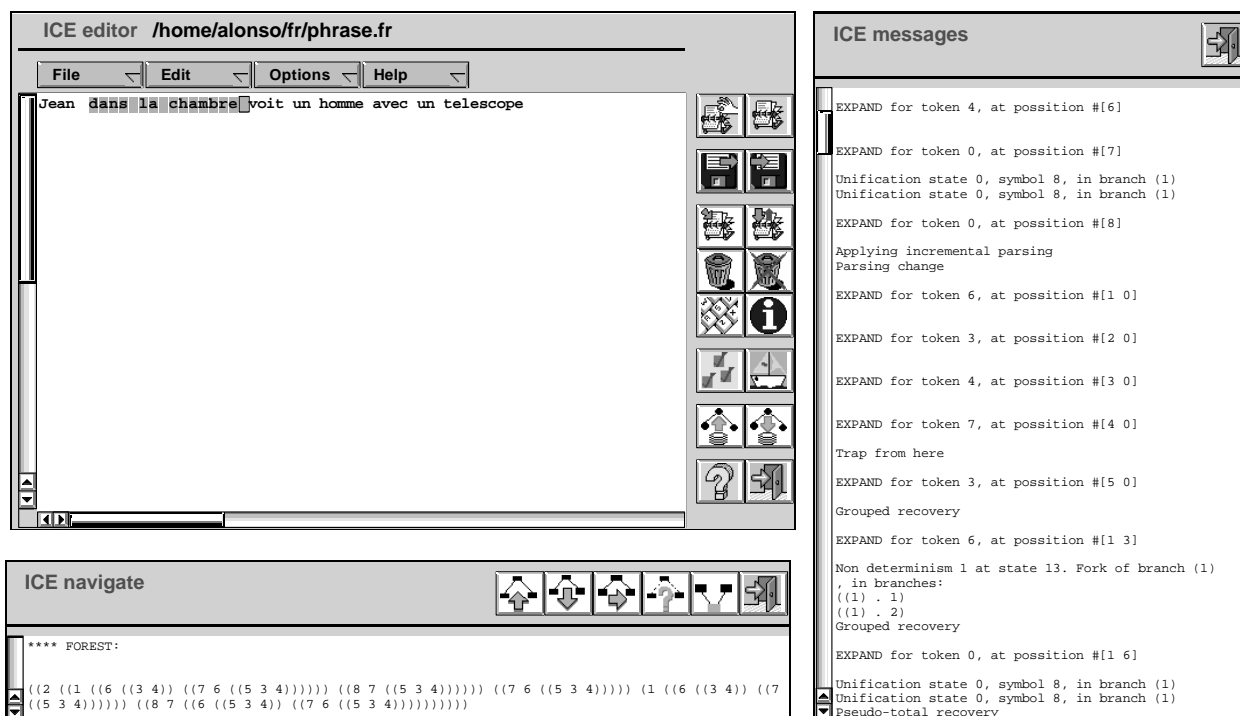 ICE editor /home/alonso/fr/phrase.fr
File Edit Options Help
Jean dans la chambre voit un homme avec un telescope
ICE navigate
**** FOREST:
((2 ((1 ((6 ((3 4)) ((7 6 ((5 3 4)))))) ((8 7 ((5 3 4)))))) ((7 6 ((5 3 4))))) (1 ((6 ((3 4)) ((7
((5 3 4)))))) ((8 7 ((6 ((5 3 4)) ((7 6 ((5 3 4))))))))))
ICE messages
EXPAND for token 4, at possition #[6]
EXPAND for token 0, at possition #[7]
Unification state 0, symbol 8, in branch (1)
Unification state 0, symbol 8, in branch (1)
EXPAND for token 0, at possition #[8]
Applying incremental parsing
Parsing change
EXPAND for token 6, at possition #[1 0]
EXPAND for token 3, at possition #[2 0]
EXPAND for token 4, at possition #[3 0]
EXPAND for token 7, at possition #[4 0]
Trap from here
EXPAND for token 3, at possition #[5 0]
Grouped recovery
EXPAND for token 6, at possition #[1 3]
Non determinism 1 at state 13. Fork of branch (1)
, in branches:
((1) . 1)
((1) . 2)
Grouped recovery
EXPAND for token 0, at possition #[1 6]
Unification state 0, symbol 8, in branch (1)
Unification state 0, symbol 8, in branch (1)
Pseudo-total recovery